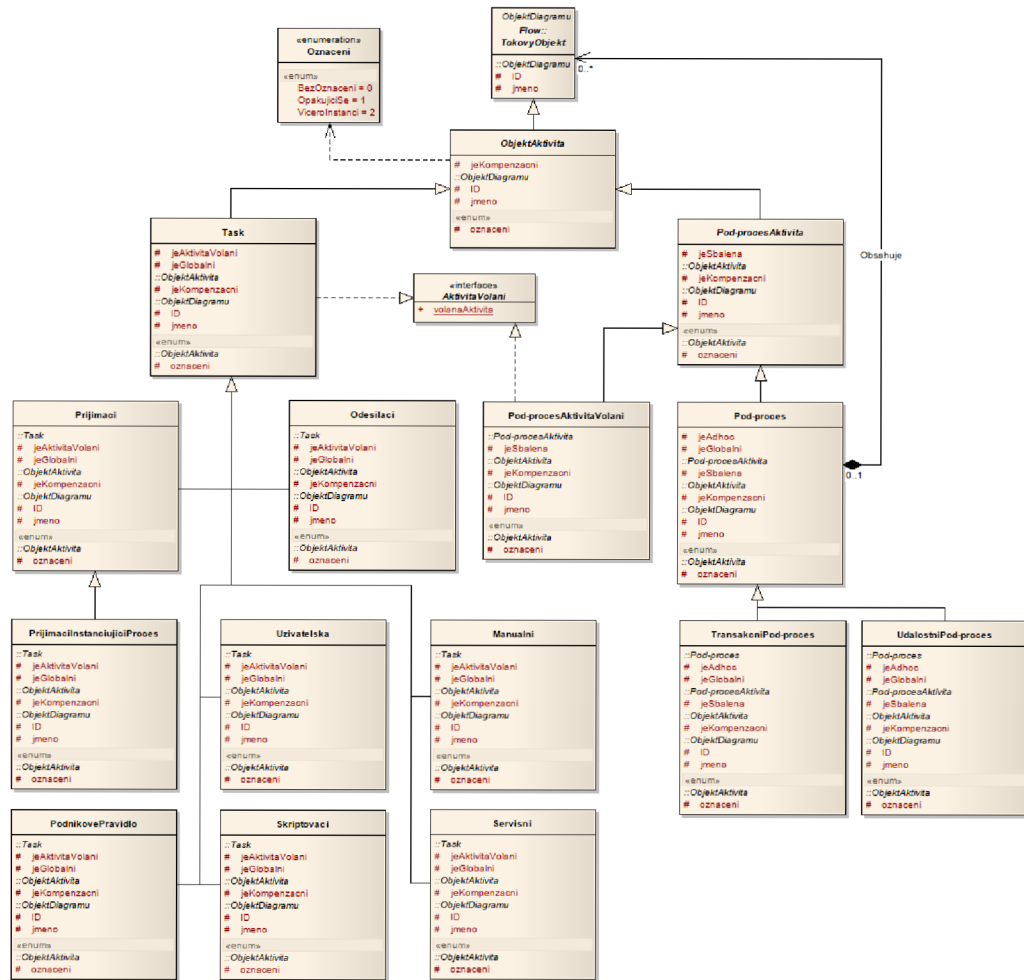 ObjektDiagramu
Flow::
TokovyObjekt
::ObjektDiagramu
# ID
# jmeno
0..*
«enumeration»
Oznaceni
«enum»
BezOznaceni = 0
OpakujiciSe = 1
ViceroInstanci = 2
ObjektAktivita
# jeKompenzacni
::ObjektDiagramu
# ID
# jmeno
«enum»
# oznaceni
Task
# jeAktivitaVolani
# jeGlobalni
::ObjektAktivita
# jeKompenzacni
::ObjektDiagramu
# ID
# jmeno
«enum»
::ObjektAktivita
# oznaceni
«interface»
AktivitaVolani
+ volanaAktivita
Pod-procesAktivita
# jeSbalena
::ObjektAktivita
# jeKompenzacni
::ObjektDiagramu
# ID
# jmeno
«enum»
::ObjektAktivita
# oznaceni
Obsahuje
Prijimaci
::Task
# jeAktivitaVolani
# jeGlobalni
::ObjektAktivita
# jeKompenzacni
::ObjektDiagramu
# ID
# jmeno
«enum»
::ObjektAktivita
# oznaceni
Odesilaci
::Task
# jeAktivitaVolani
# jeGlobalni
::ObjektAktivita
# jeKompenzacni
::ObjektDiagramu
# ID
# jmeno
«enum»
::ObjektAktivita
# oznaceni
Pod-procesAktivitaVolani
::Pod-procesAktivita
# jeSbalena
::ObjektAktivita
# jeKompenzacni
::ObjektDiagramu
# ID
# jmeno
«enum»
::ObjektAktivita
# oznaceni
Pod-proces
# jeAdhoc
# jeGlobalni
::Pod-procesAktivita
# jeSbalena
::ObjektAktivita
# jeKompenzacni
::ObjektDiagramu
# ID
# jmeno
«enum»
::ObjektAktivita
# oznaceni
0..1
PrijimaciInstanciujiciProces
::Task
# jeAktivitaVolani
# jeGlobalni
::ObjektAktivita
# jeKompenzacni
::ObjektDiagramu
# ID
# jmeno
«enum»
::ObjektAktivita
# oznaceni
Uzivatelska
::Task
# jeAktivitaVolani
# jeGlobalni
::ObjektAktivita
# jeKompenzacni
::ObjektDiagramu
# ID
# jmeno
«enum»
::ObjektAktivita
# oznaceni
Manualni
::Task
# jeAktivitaVolani
# jeGlobalni
::ObjektAktivita
# jeKompenzacni
::ObjektDiagramu
# ID
# jmeno
«enum»
::ObjektAktivita
# oznaceni
TransakcniPod-proces
::Pod-proces
# jeAdhoc
# jeGlobalni
::Pod-procesAktivita
# jeSbalena
::ObjektAktivita
# jeKompenzacni
::ObjektDiagramu
# ID
# jmeno
«enum»
::ObjektAktivita
# oznaceni
UdalostniPod-proces
::Pod-proces
# jeAdhoc
# jeGlobalni
::Pod-procesAktivita
# jeSbalena
::ObjektAktivita
# jeKompenzacni
::ObjektDiagramu
# ID
# jmeno
«enum»
::ObjektAktivita
# oznaceni
PodnikovePravidlo
::Task
# jeAktivitaVolani
# jeGlobalni
::ObjektAktivita
# jeKompenzacni
::ObjektDiagramu
# ID
# jmeno
«enum»
::ObjektAktivita
# oznaceni
Skriptovaci
::Task
# jeAktivitaVolani
# jeGlobalni
::ObjektAktivita
# jeKompenzacni
::ObjektDiagramu
# ID
# jmeno
«enum»
::ObjektAktivita
# oznaceni
Servisni
::Task
# jeAktivitaVolani
# jeGlobalni
::ObjektAktivita
# jeKompenzacni
::ObjektDiagramu
# ID
# jmeno
«enum»
::ObjektAktivita
# oznaceni